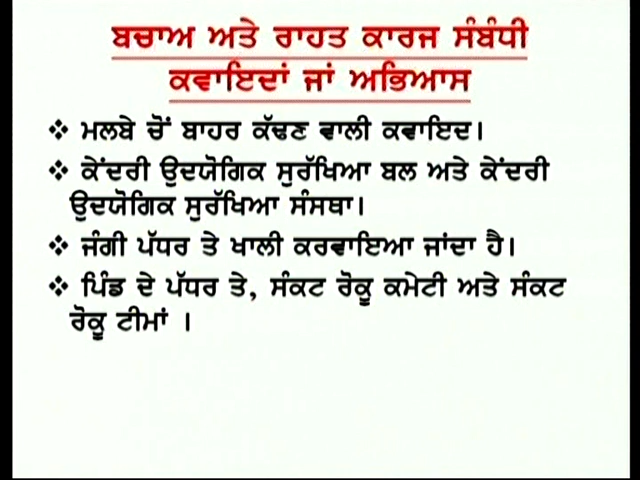 ਬਚਾਅ ਅਤੇ ਰਾਹਤ ਕਾਰਜ ਸੰਬੰਧੀ
ਕਵਾਇਦਾਂ ਜਾਂ ਅਭਿਆਸ
❖ ਮਲਬੇ ਚੋਂ ਬਾਹਰ ਕੱਢਣ ਵਾਲੀ ਕਵਾਇਦ।
❖ ਕੇਂਦਰੀ ਉਦਯੋਗਿਕ ਸੁਰੱਖਿਆ ਬਲ ਅਤੇ ਕੇਂਦਰੀ
ਉਦਯੋਗਿਕ ਸੁਰੱਖਿਆ ਸੰਸਥਾ।
❖ ਜੰਗੀ ਪੱਧਰ ਤੇ ਖਾਲੀ ਕਰਵਾਇਆ ਜਾਂਦਾ ਹੈ।
❖ ਪਿੰਡ ਦੇ ਪੱਧਰ ਤੇ, ਸੰਕਟ ਰੋਕੂ ਕਮੇਟੀ ਅਤੇ ਸੰਕਟ
ਰੋਕੂ ਟੀਮਾਂ ।